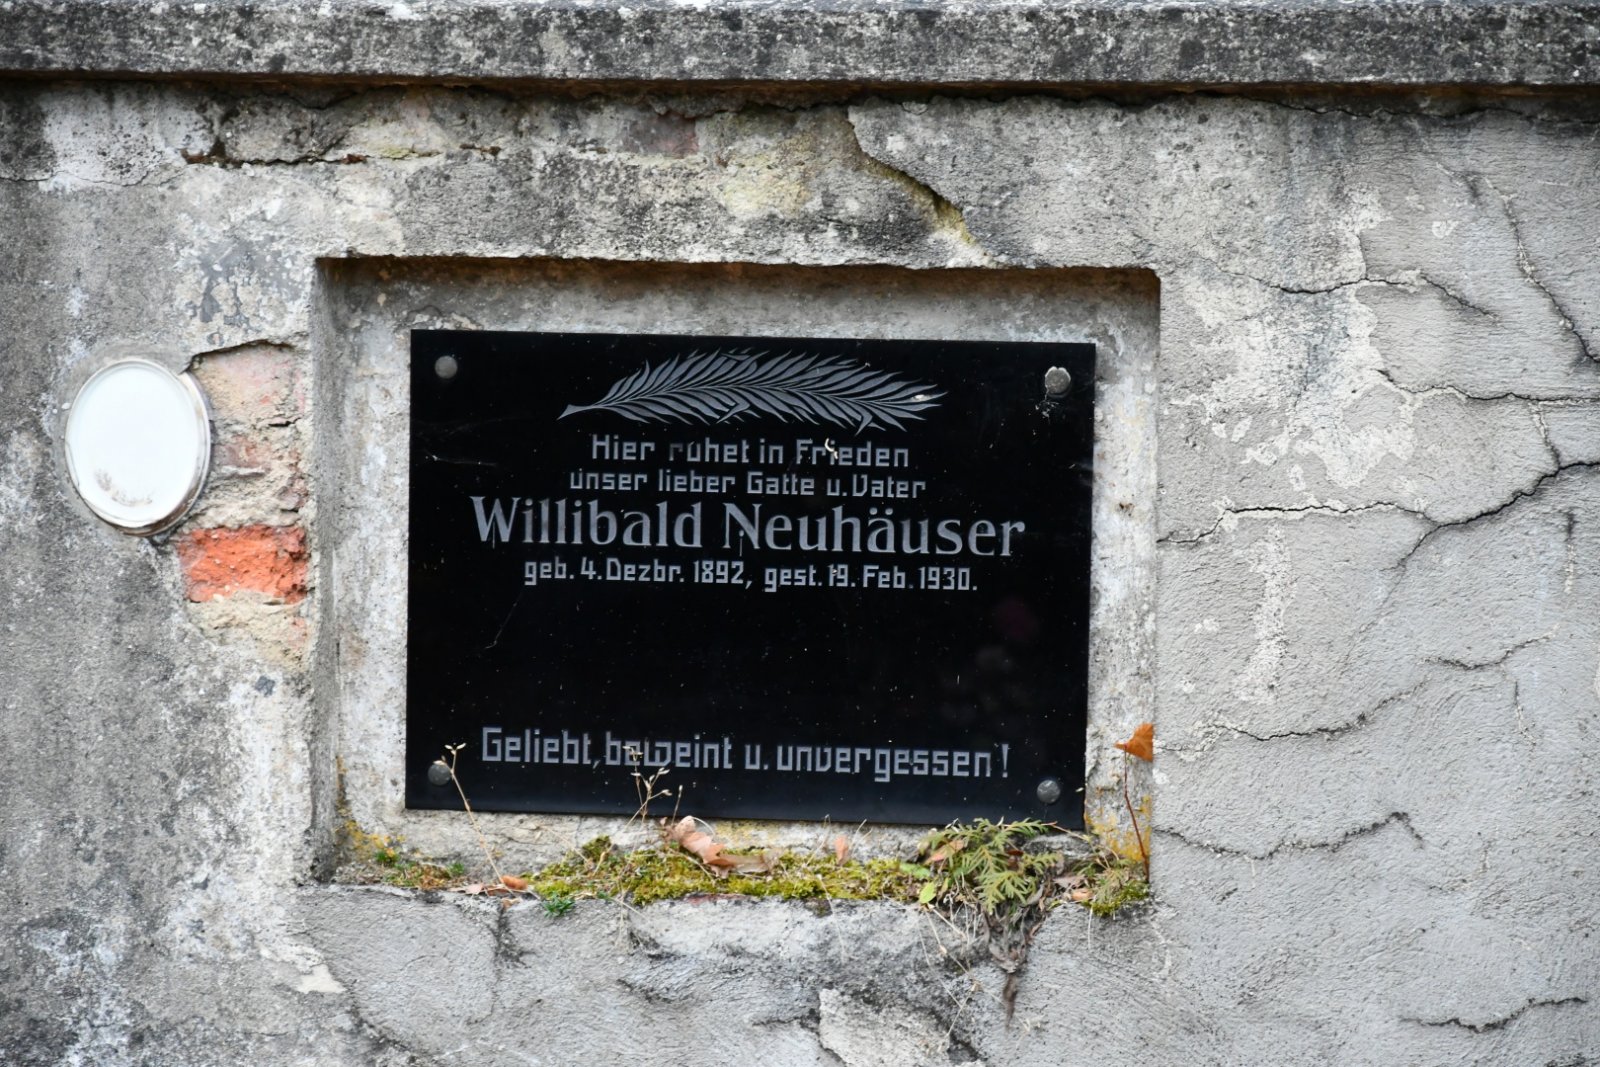 Hier ruhet in Frieden
unser lieber Gatte u. Vater
Willibald Neuhäuser
geb. 4. Dezbr. 1892, gest. 19. Feb. 1930.
Geliebt, beweint u. unvergessen!